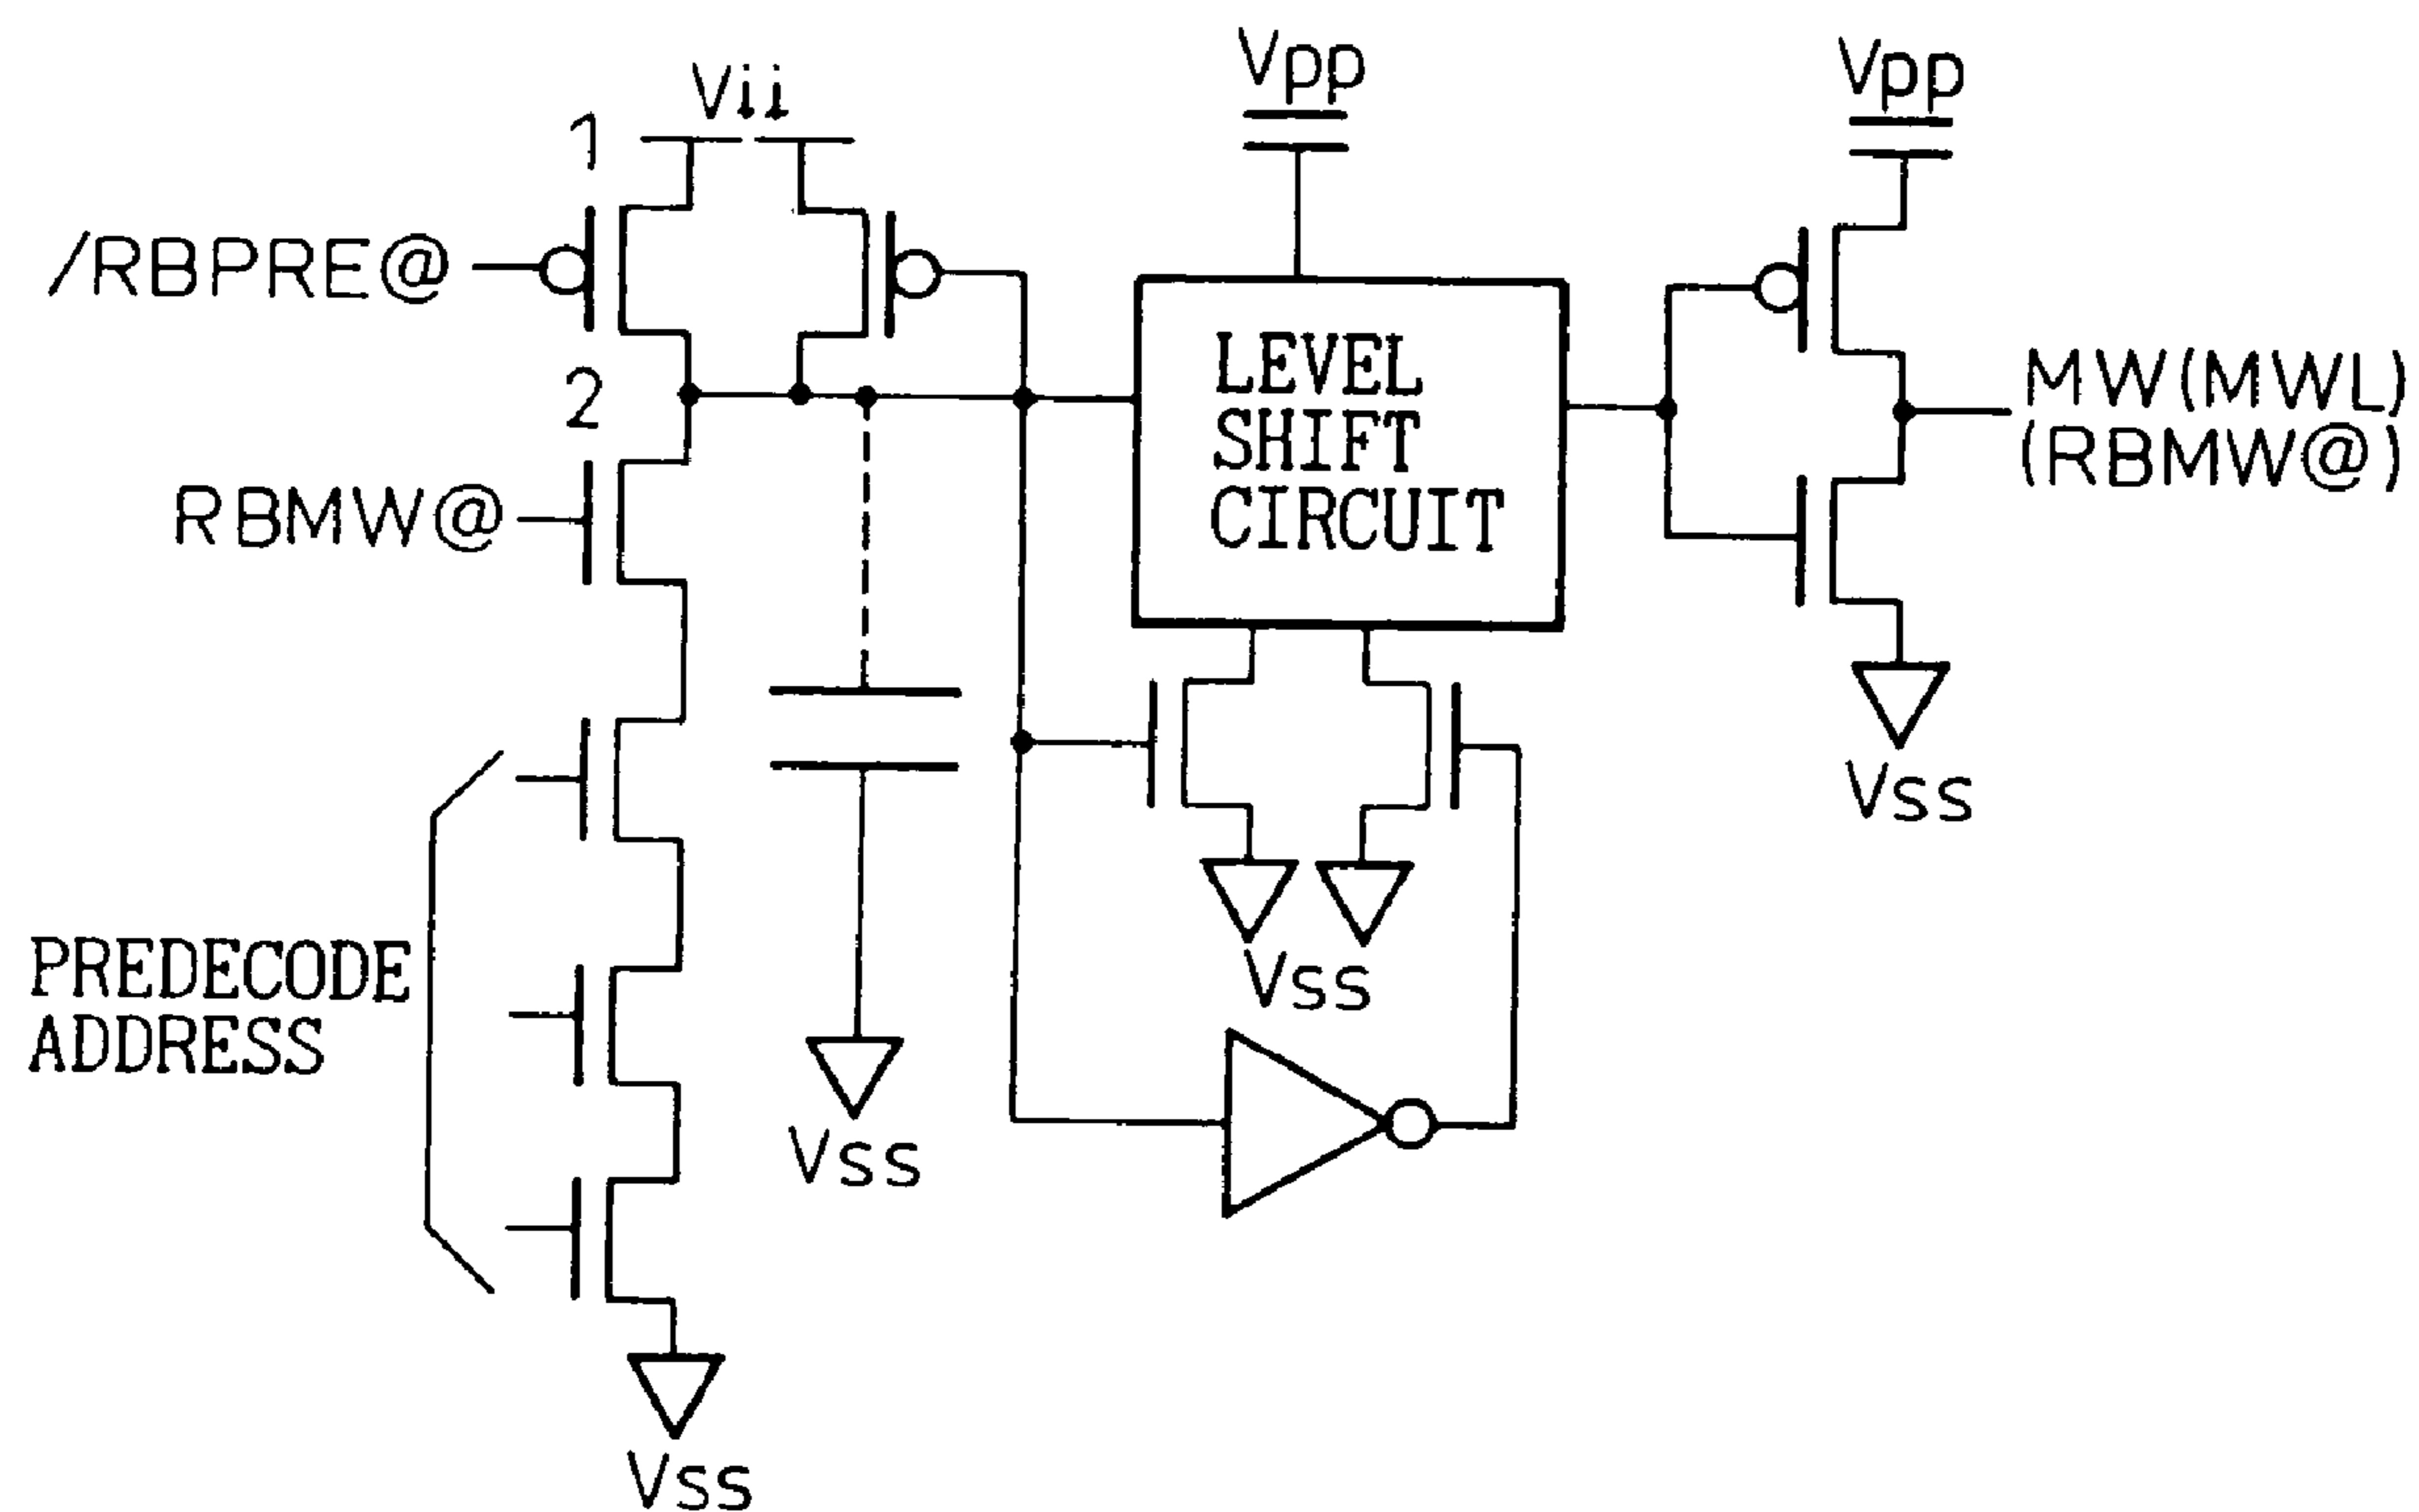 Vii
Vpp
Vpp
1
/RBPRE@
2
RBMW@
LEVEL
SHIFT
CIRCUIT
MW(MWL)
(RBMW@)
Vss
PREDECODE
ADDRESS
Vss
Vss
Vss